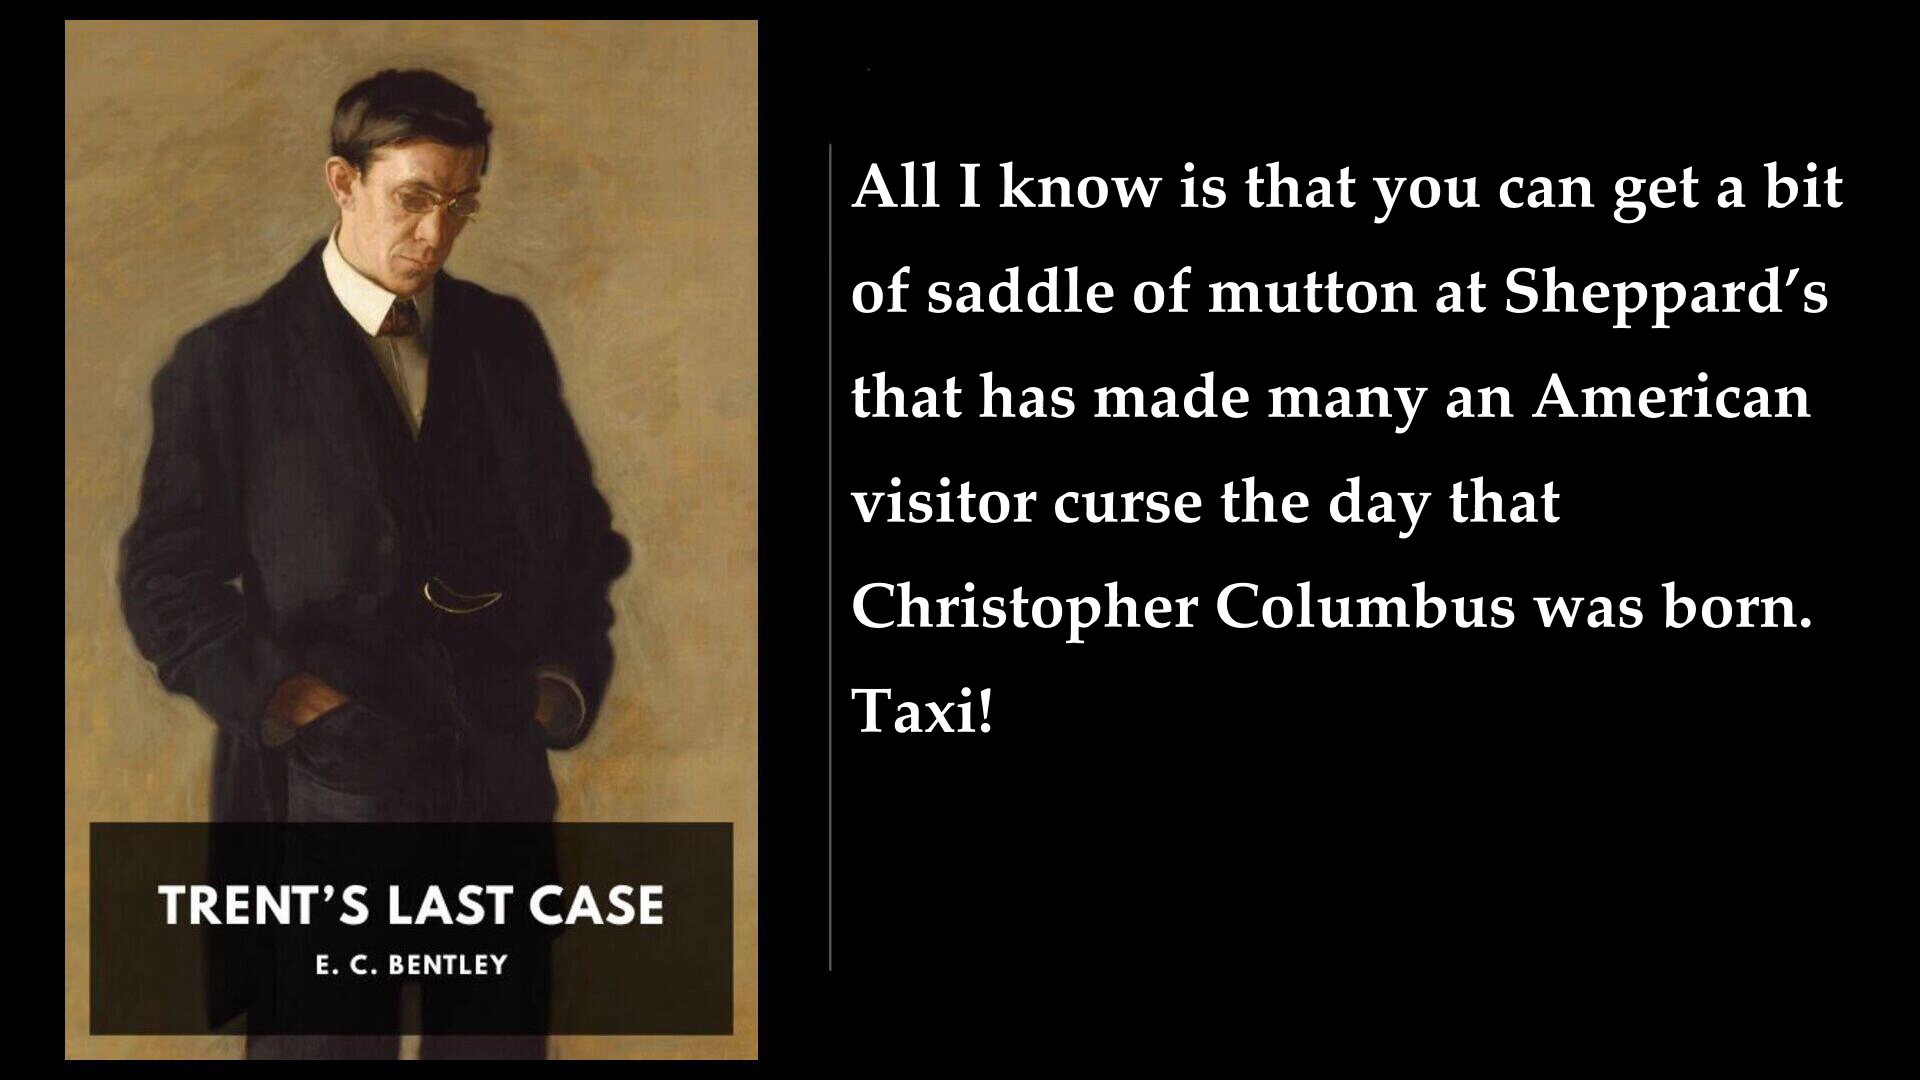 TRENT’S LAST CASE
E. C. BENTLEY
All I know is that you can get a bit
of saddle of mutton at Sheppard’s
that has made many an American
visitor curse the day that
Christopher Columbus was born.
Taxi!